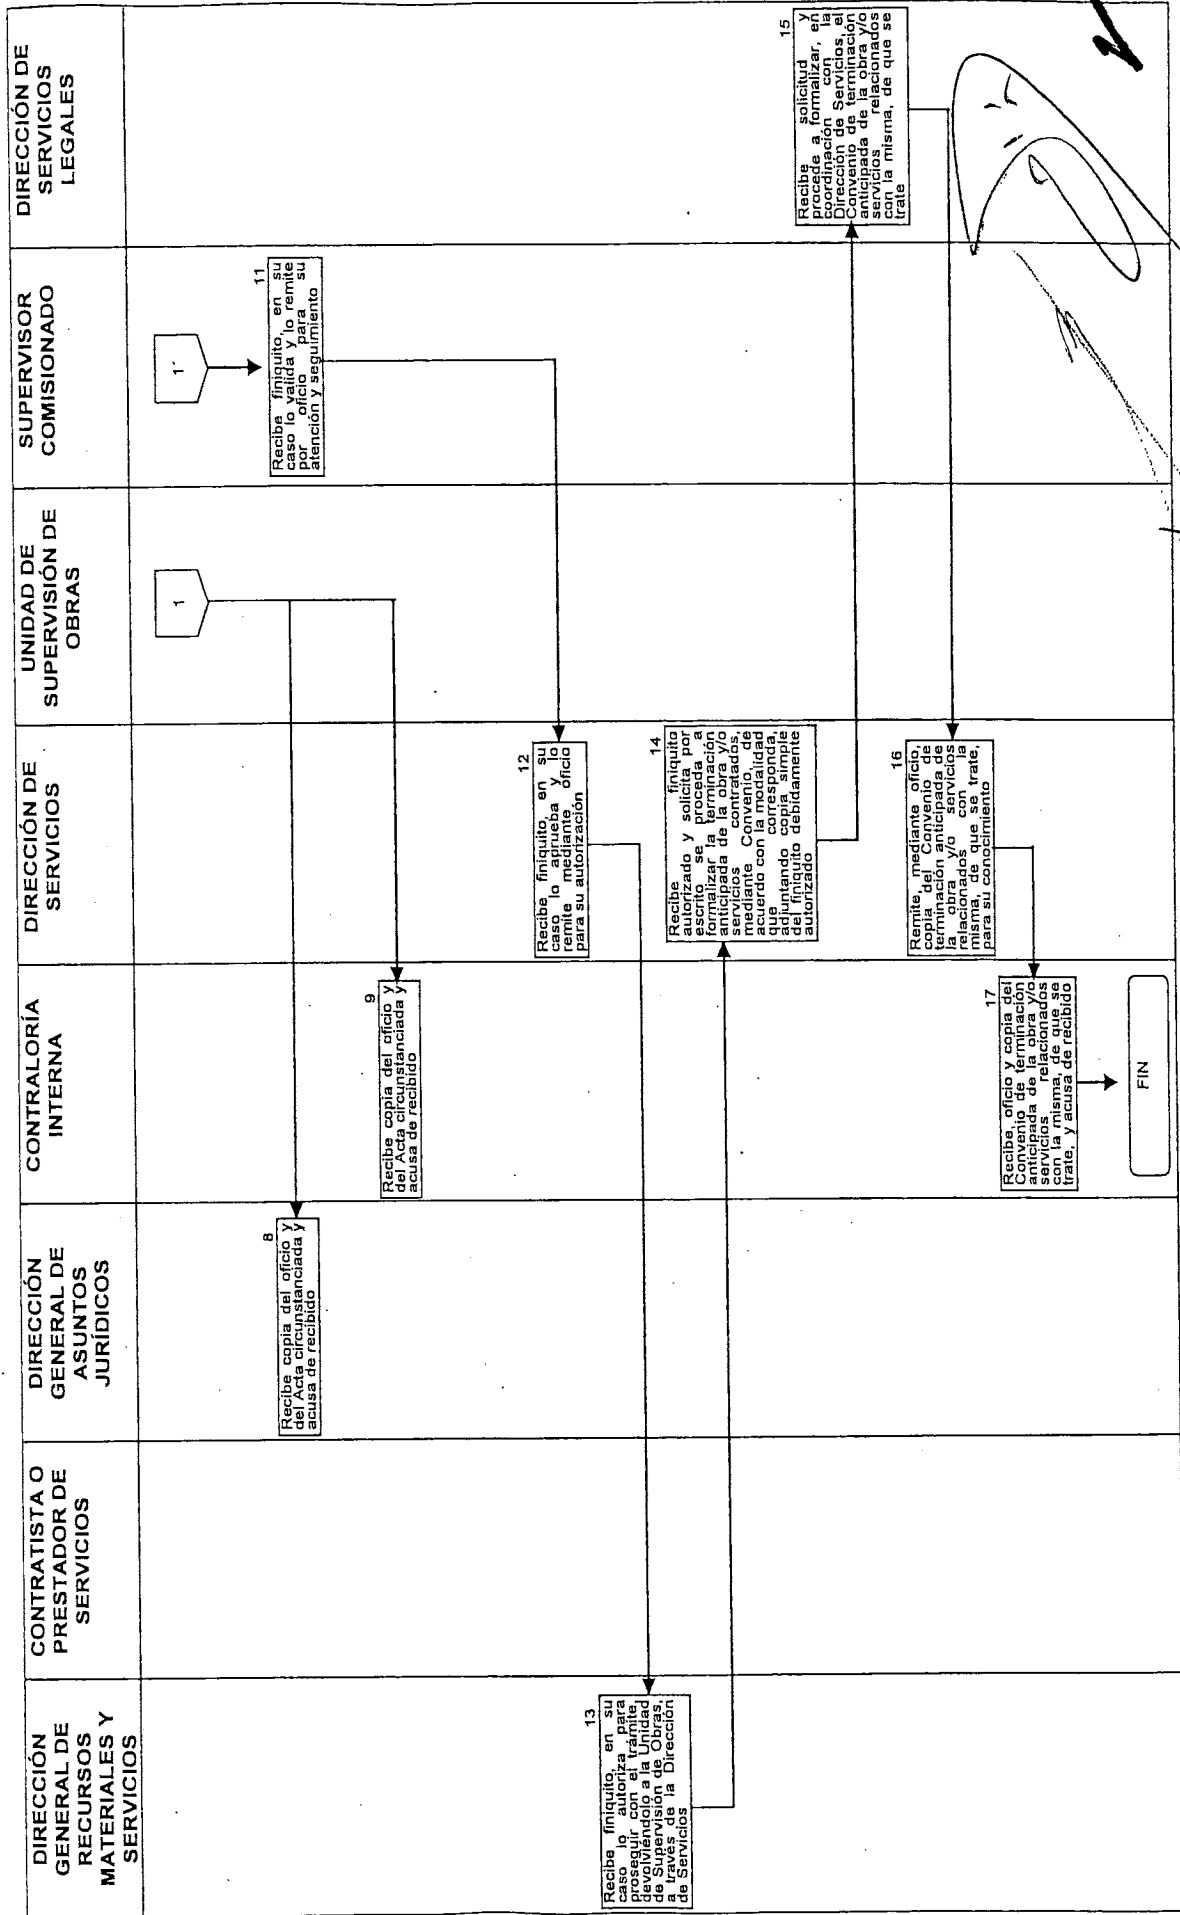 DIRECCIÓN
GENERAL DE
RECURSOS
MATERIALES Y
SERVICIOS
CONTRATISTA O
PRESTADOR DE
SERVICIOS
DIRECCIÓN
GENERAL DE
ASUNTOS
JURÍDICOS
CONTRALORÍA
INTERNA
DIRECCIÓN DE
SERVICIOS
UNIDAD DE
SUPERVISIÓN DE
OBRAS
SUPERVISOR
COMISIONADO
DIRECCIÓN DE
SERVICIOS
LEGALES
1
1'
8
Recibe copia del oficio y
del Acta circunstanciada y
acusa de recibido
9
Recibe copia del oficio y
del Acta circunstanciada y
acusa de recibido
11
Recibe finiquito, en su
caso lo valida y lo remite
por oficio para su
atención y seguimiento
12
Recibe finiquito, en su
caso lo aprueba y lo
remite mediante oficio
para su autorización
13
Recibe finiquito, en su
caso lo autoriza para
proseguir con el trámite,
devolviéndolo a la Unidad
de Supervisión de Obras,
a través de la Dirección
de Servicios
14
Recibe finiquito
autorizado y solicita por
escrito se proceda a
formalizar la terminación
anticipada de la obra y/o
servicios contratados,
mediante Convenio, de
acuerdo con la modalidad
que corresponda,
adjuntando copia simple
del finiquito debidamente
autorizado
15
Recibe solicitud y
procede a formalizar, en
coordinación con la
Dirección de Servicios, el
Convenio de terminación
anticipada de la obra y/o
servicios relacionados
con la misma, de que se
trate
16
Remite, mediante oficio,
copia del Convenio de
terminación anticipada de
la obra y/o servicios
relacionados con la
misma, de que se trate,
para su conocimiento
17
Recibe, oficio y copia del
Convenio de terminación
anticipada de la obra y/o
servicios relacionados
con la misma, de que se
trate, y acusa de recibido
FIN